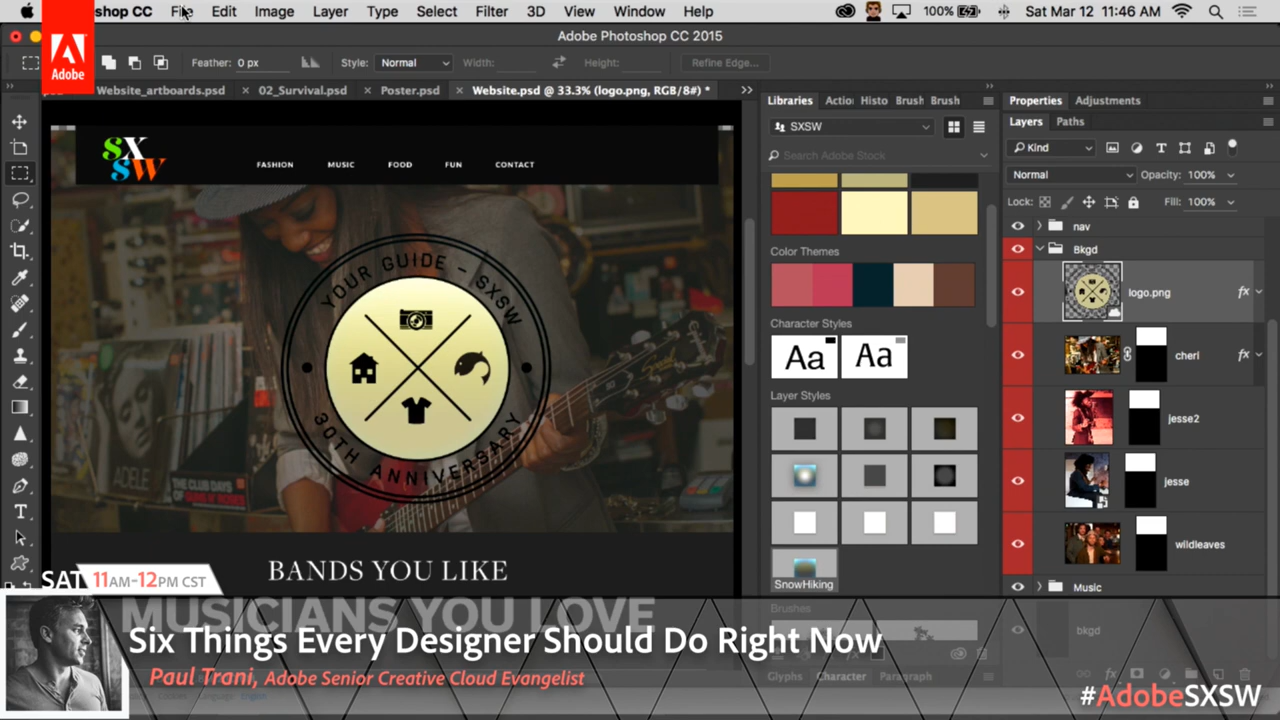 shop CC File Edit Image Layer Type Select Filter 3D View Window Help 100% Sat Mar 12 11:46 AM
Adobe Photoshop CC 2015
Adobe
Feather: 0 px Style: Normal Width: Height: Refine Edge...
Website_artboards.psd × 02_Survival.psd × Poster.psd × Website.psd @ 33.3% (logo.png, RGB/8#) *
SXSW
FASHION MUSIC FOOD FUN CONTACT
YOUR GUIDE – SXSW
30TH ANNIVERSARY
ADELE
THE CLUB DAYS
GUNS N' ROSES
BANDS YOU LIKE
MUSICIANS YOU LOVE
Libraries Actio Histo Brush Brush
SXSW
Search Adobe Stock
Color Themes
Character Styles
Aa Aa
Layer Styles
SnowHiking
Brushes
Glyphs Character Paragraph
Properties Adjustments
Layers Paths
Kind
Normal Opacity: 100%
Lock: Fill: 100%
nav
Bkgd
logo.png fx
cheri fx
jesse2
jesse
wildleaves
Music
bkgd
SAT 11AM-12PM CST
Six Things Every Designer Should Do Right Now
Paul Trani, Adobe Senior Creative Cloud Evangelist
#AdobeSXSW